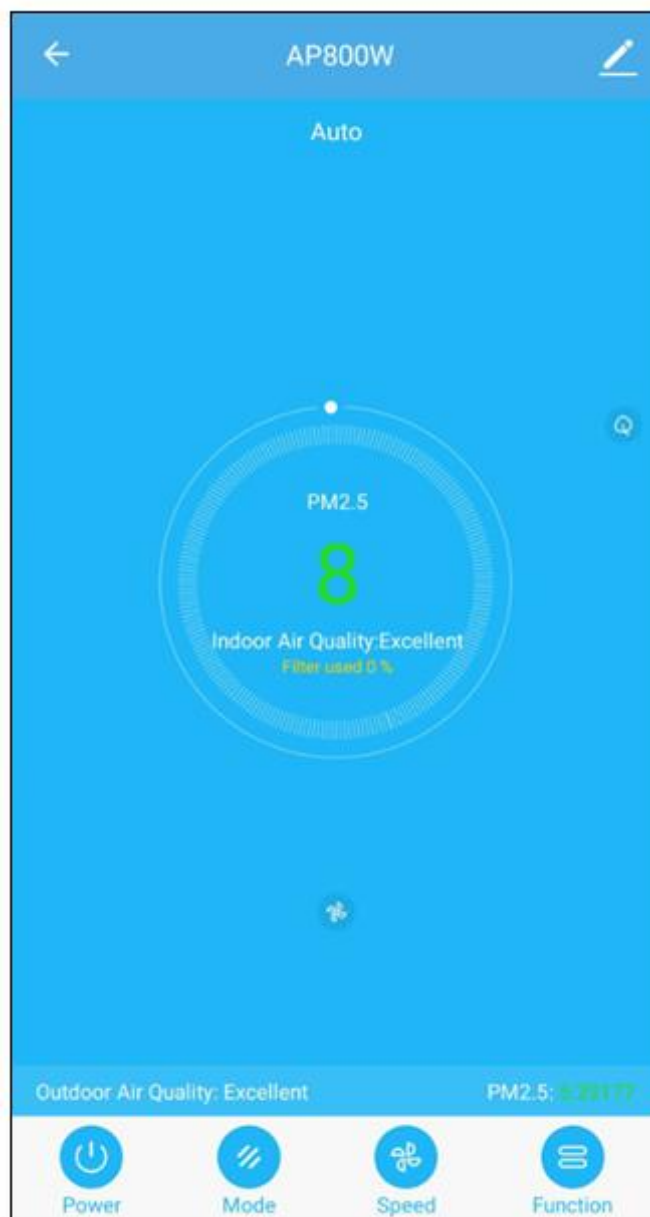 AP800W
Auto
PM2.5
8
Indoor Air Quality:Excellent
Filter used 0 %
Outdoor Air Quality: Excellent PM2.5:
Power Mode Speed Function